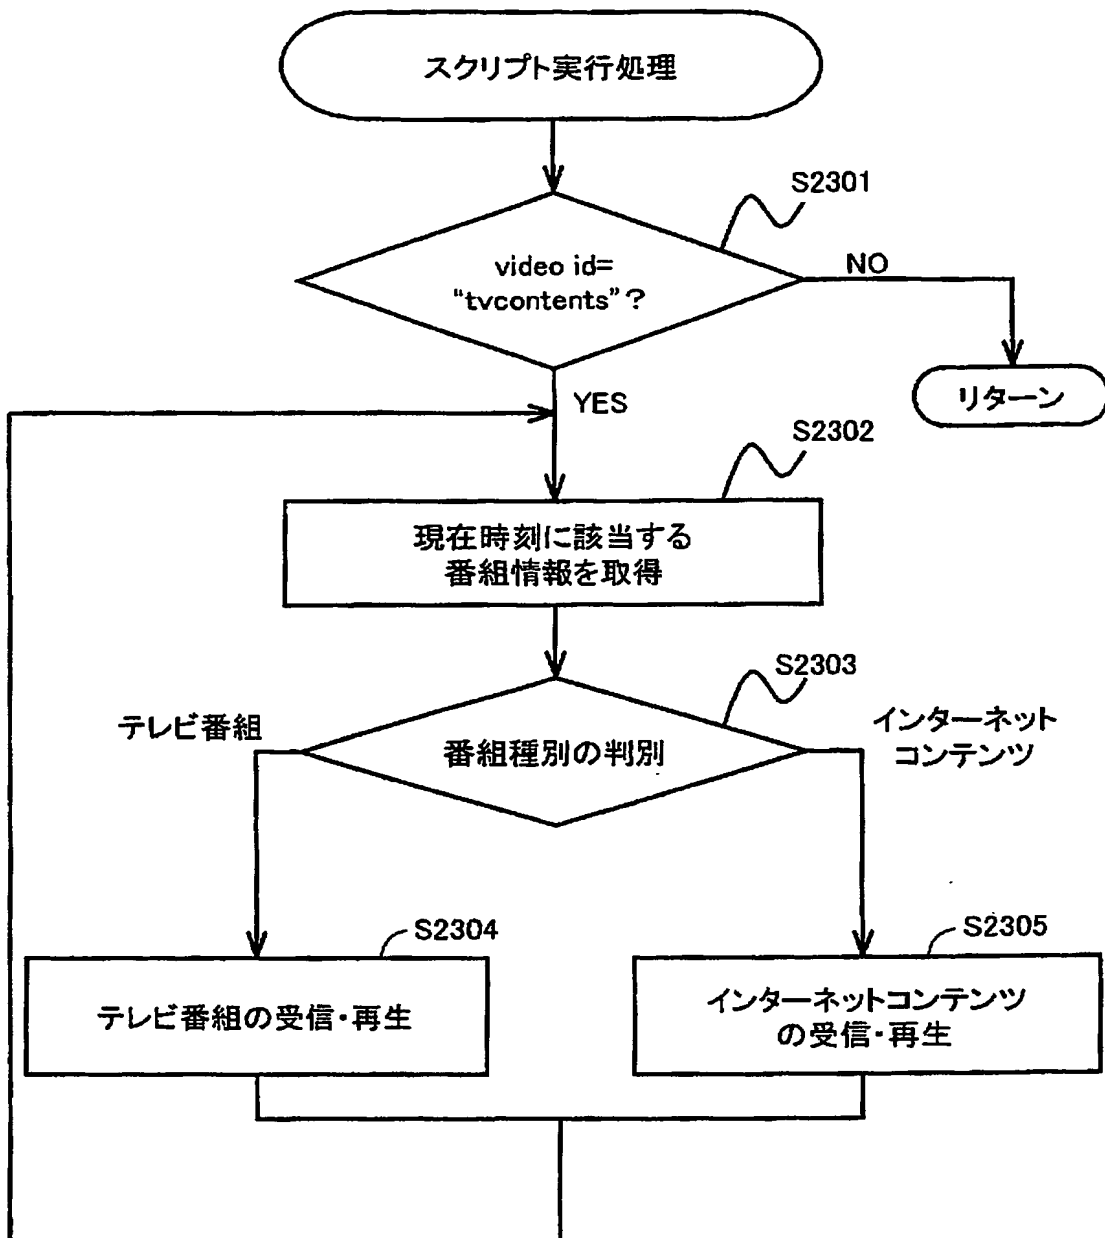 スクリプト実行処理
S2301
video id=
“tvcontents”？
NO
リターン
YES
S2302
現在時刻に該当する
番組情報を取得
S2303
テレビ番組
番組種別の判別
インターネット
コンテンツ
S2304
テレビ番組の受信・再生
S2305
インターネットコンテンツ
の受信・再生